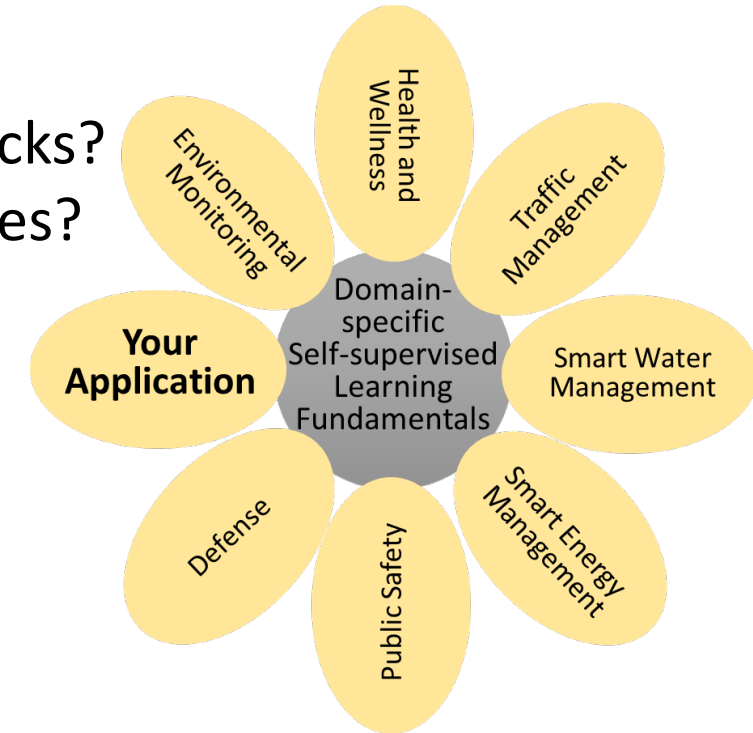 cks?
es?
Health and
Wellness
Traffic
Management
Smart Water
Management
Smart Energy
Management
Public Safety
Defense
Your
Application
Environmental
Monitoring
Domain-
specific
Self-supervised
Learning
Fundamentals